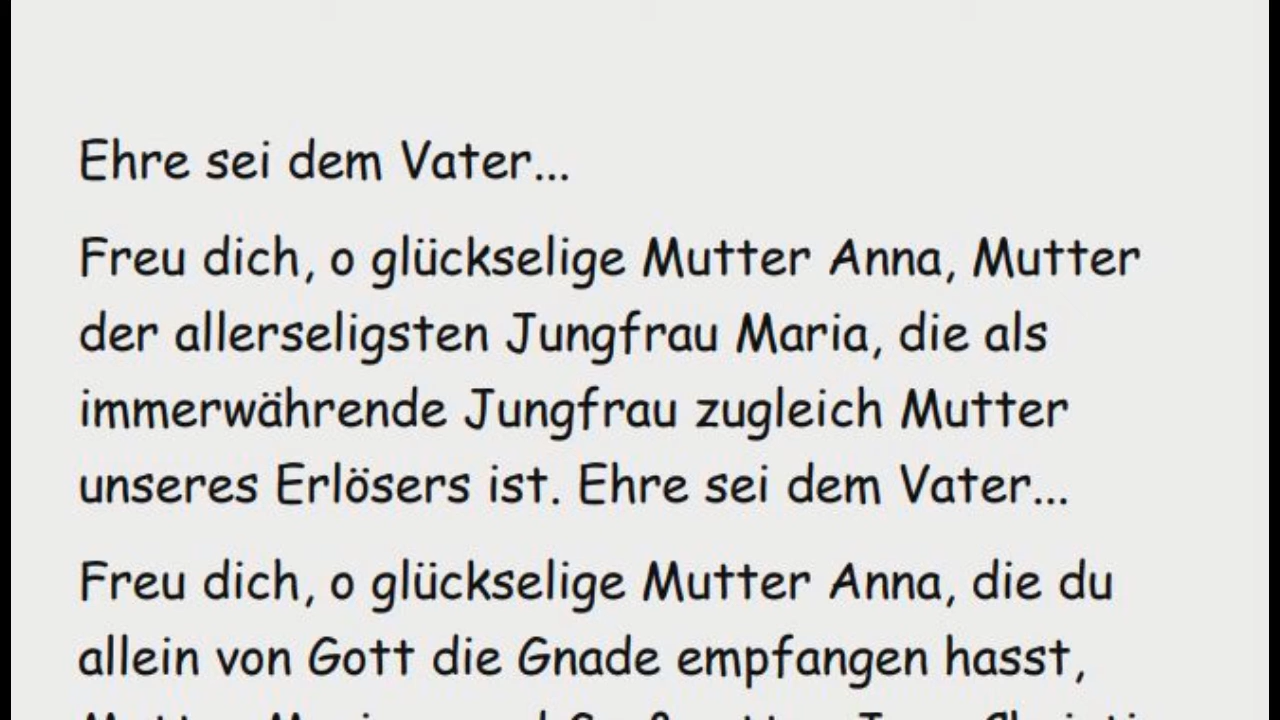 Ehre sei dem Vater...
Freu dich, o glückselige Mutter Anna, Mutter
der allerseligsten Jungfrau Maria, die als
immerwährende Jungfrau zugleich Mutter
unseres Erlösers ist. Ehre sei dem Vater...
Freu dich, o glückselige Mutter Anna, die du
allein von Gott die Gnade empfangen hasst,